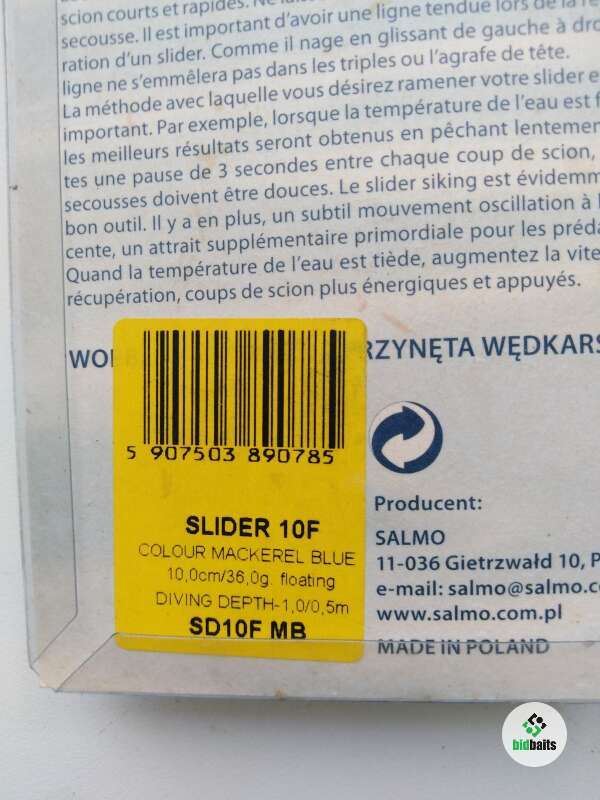 scion courts et rapides. Ne
secousse. Il est important d'avoir une ligne tendue lors de la
ration d'un slider. Comme il nage en glissant de gauche à
ligne ne s'emmêlera pas dans les triples ou l'agrafe de tête.
La méthode avec laquelle vous désirez ramener votre slider
important. Par exemple, lorsque la température de l'eau est
les meilleurs résultats seront obtenus en pêchant
tes une pause de 3 secondes entre chaque coup de scion,
secousses doivent être douces. Le slider siking est
bon outil. Il y a en plus, un subtil mouvement oscillation à
cente, un attrait supplémentaire primordiale pour les
Quand la température de l'eau est tiède, augmentez la
récupération, coups de scion plus énergiques et appuyés.
RZYNĘTA WĘDKARS
5 907503 890785
SLIDER 10F
COLOUR MACKEREL BLUE
10,0cm/36,0g. floating
DIVING DEPTH-1,0/0,5m
SD10F MB
Producent:
SALMO
11-036 Gietrzwałd 10, P
e-mail: salmo@salmo.c
www.salmo.com.pl
MADE IN POLAND
bidbaits